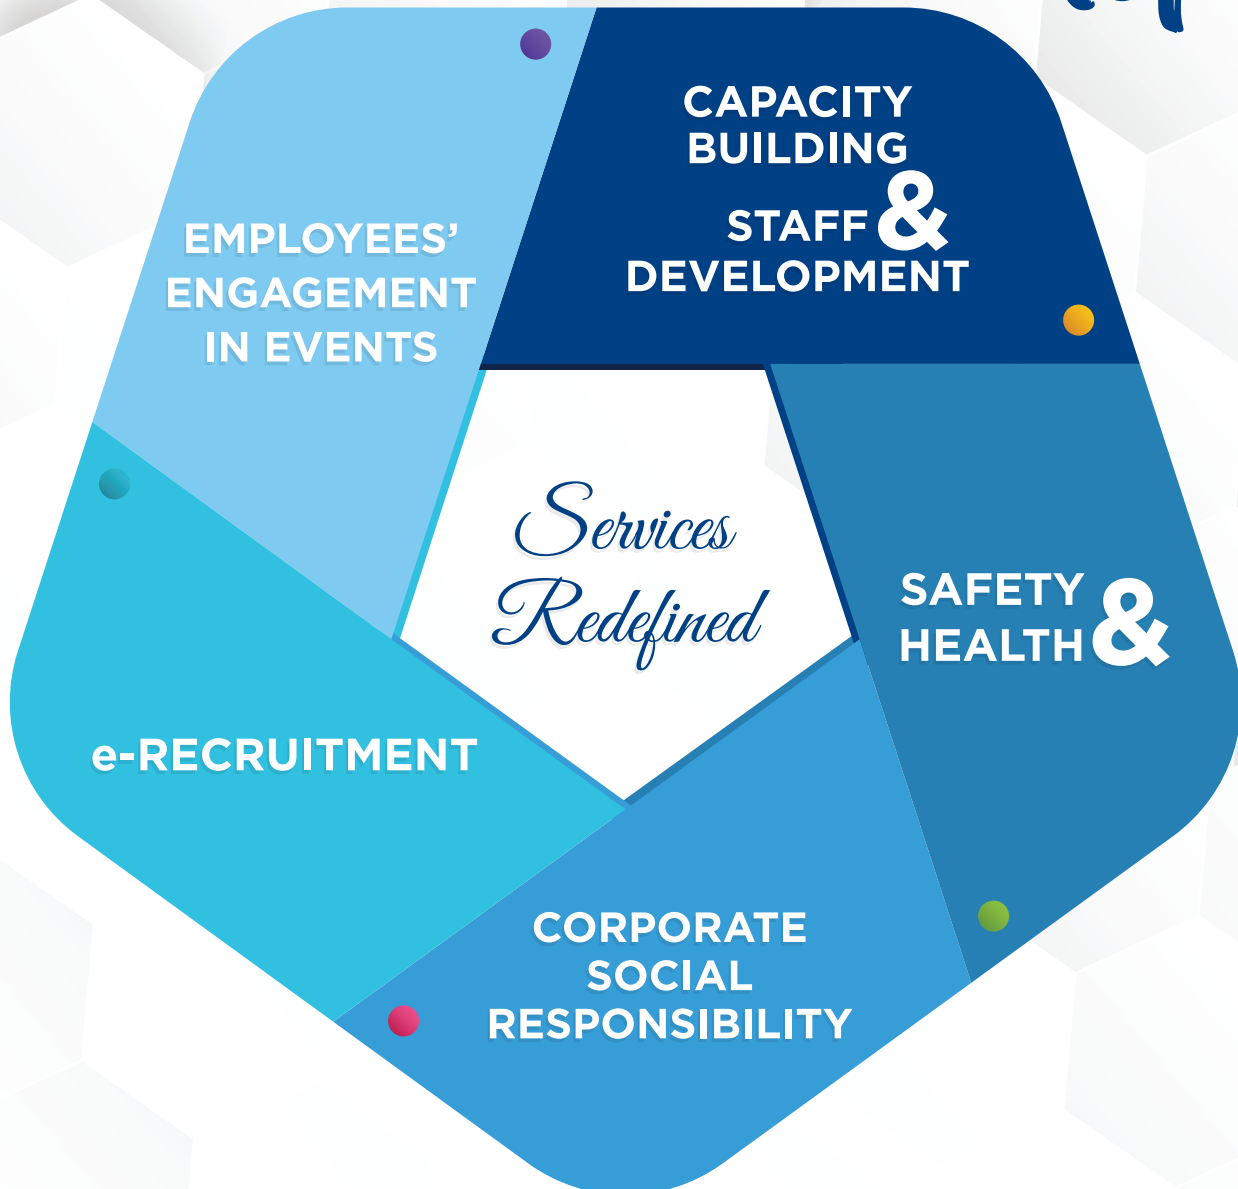 CAPACITY
BUILDING
&
STAFF
DEVELOPMENT
EMPLOYEES’
ENGAGEMENT
IN EVENTS
Services
Redefined
SAFETY &
HEALTH
e-RECRUITMENT
CORPORATE
SOCIAL
RESPONSIBILITY